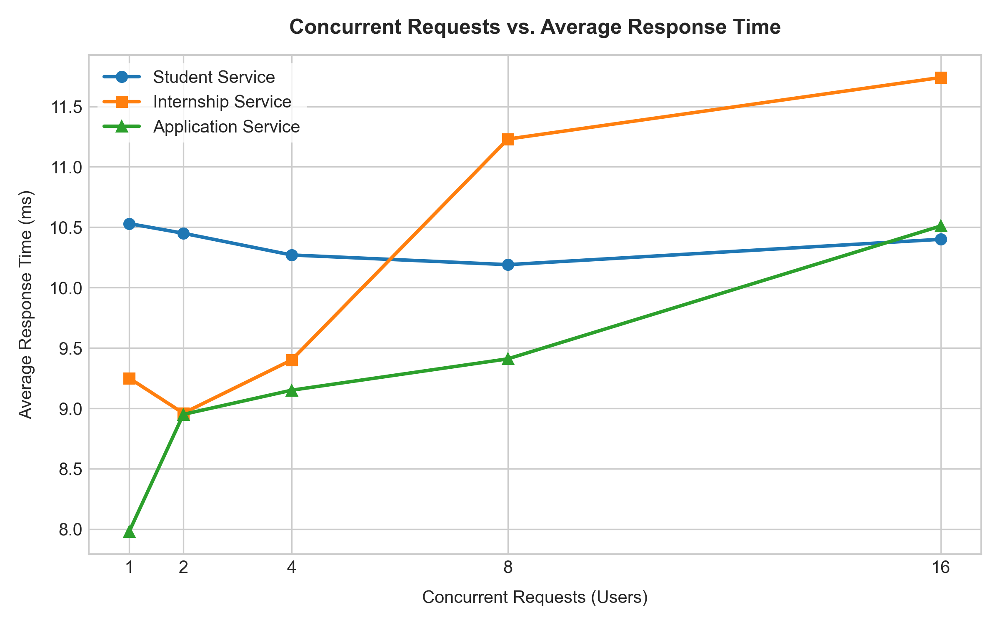 Concurrent Requests vs. Average Response Time
Student Service
Internship Service
Application Service
Average Response Time (ms)
11.5
11.0
10.5
10.0
9.5
9.0
8.5
8.0
1 2 4 8 16
Concurrent Requests (Users)